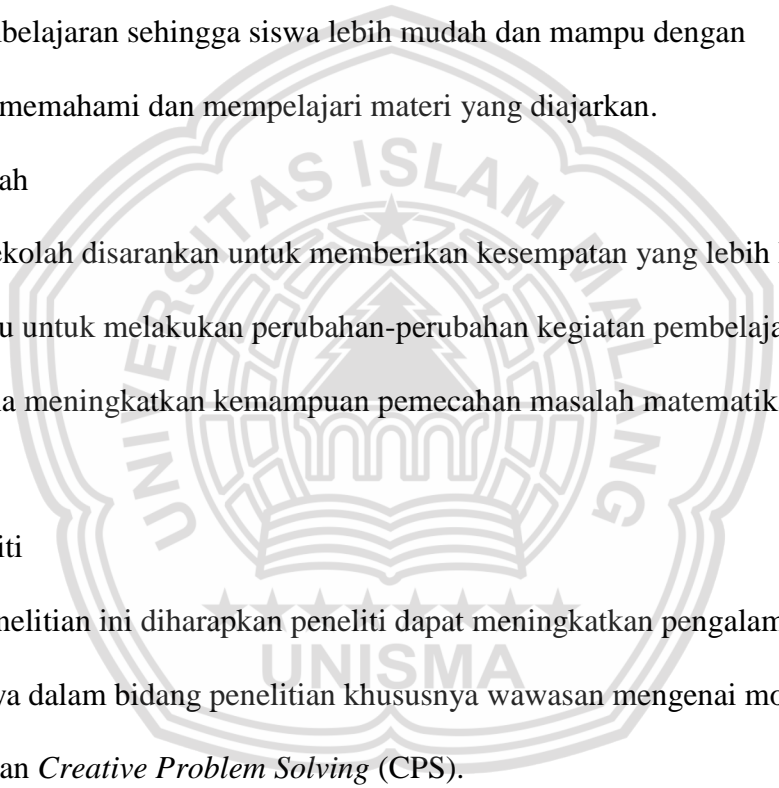 belajaran sehingga siswa lebih mudah dan mampu dengan
memahami dan mempelajari materi yang diajarkan.
ah
ekolah disarankan untuk memberikan kesempatan yang lebih
u untuk melakukan perubahan-perubahan kegiatan pembelaja
a meningkatkan kemampuan pemecahan masalah matematik
iti
nelitian ini diharapkan peneliti dapat meningkatkan pengalam
ya dalam bidang penelitian khususnya wawasan mengenai mo
an Creative Problem Solving (CPS).
UNIVERSITAS ISLAM MALANG
UNISMA